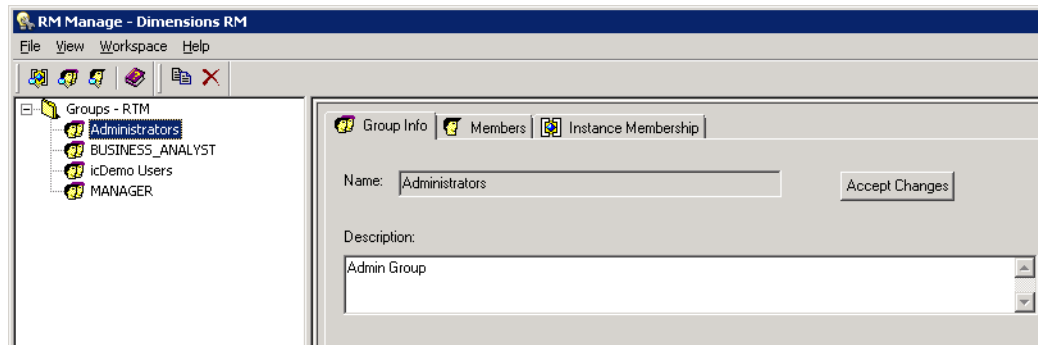 RM Manage - Dimensions RM
File View Workspace Help
Groups - RTM
Administrators
BUSINESS_ANALYST
icDemo Users
MANAGER
Group Info Members Instance Membership
Name: Administrators Accept Changes
Description:
Admin Group